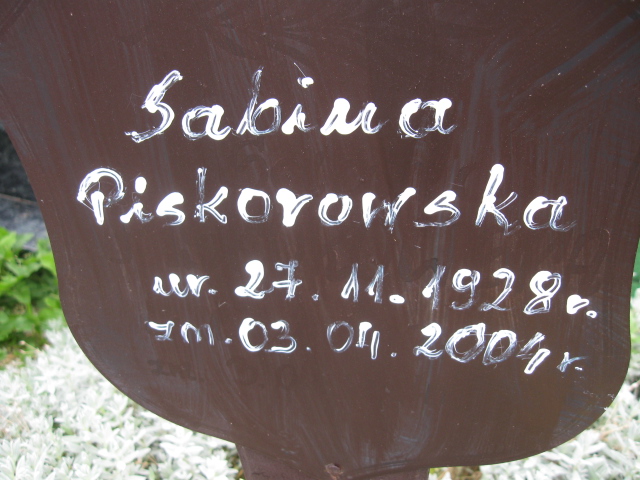 Sabina
Piskorowska
ur. 27. 11. 1928 r.
zm. 03. 04. 2004 r.